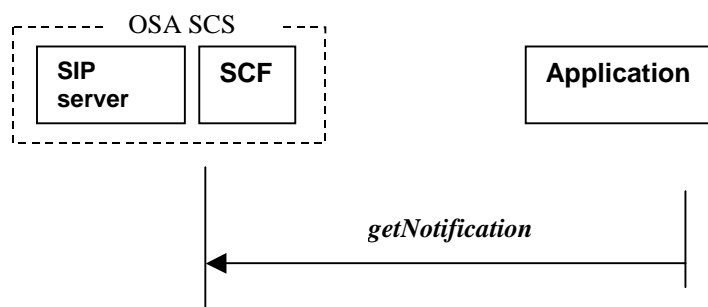 OSA SCS
SIP
server
SCF
Application
getNotification